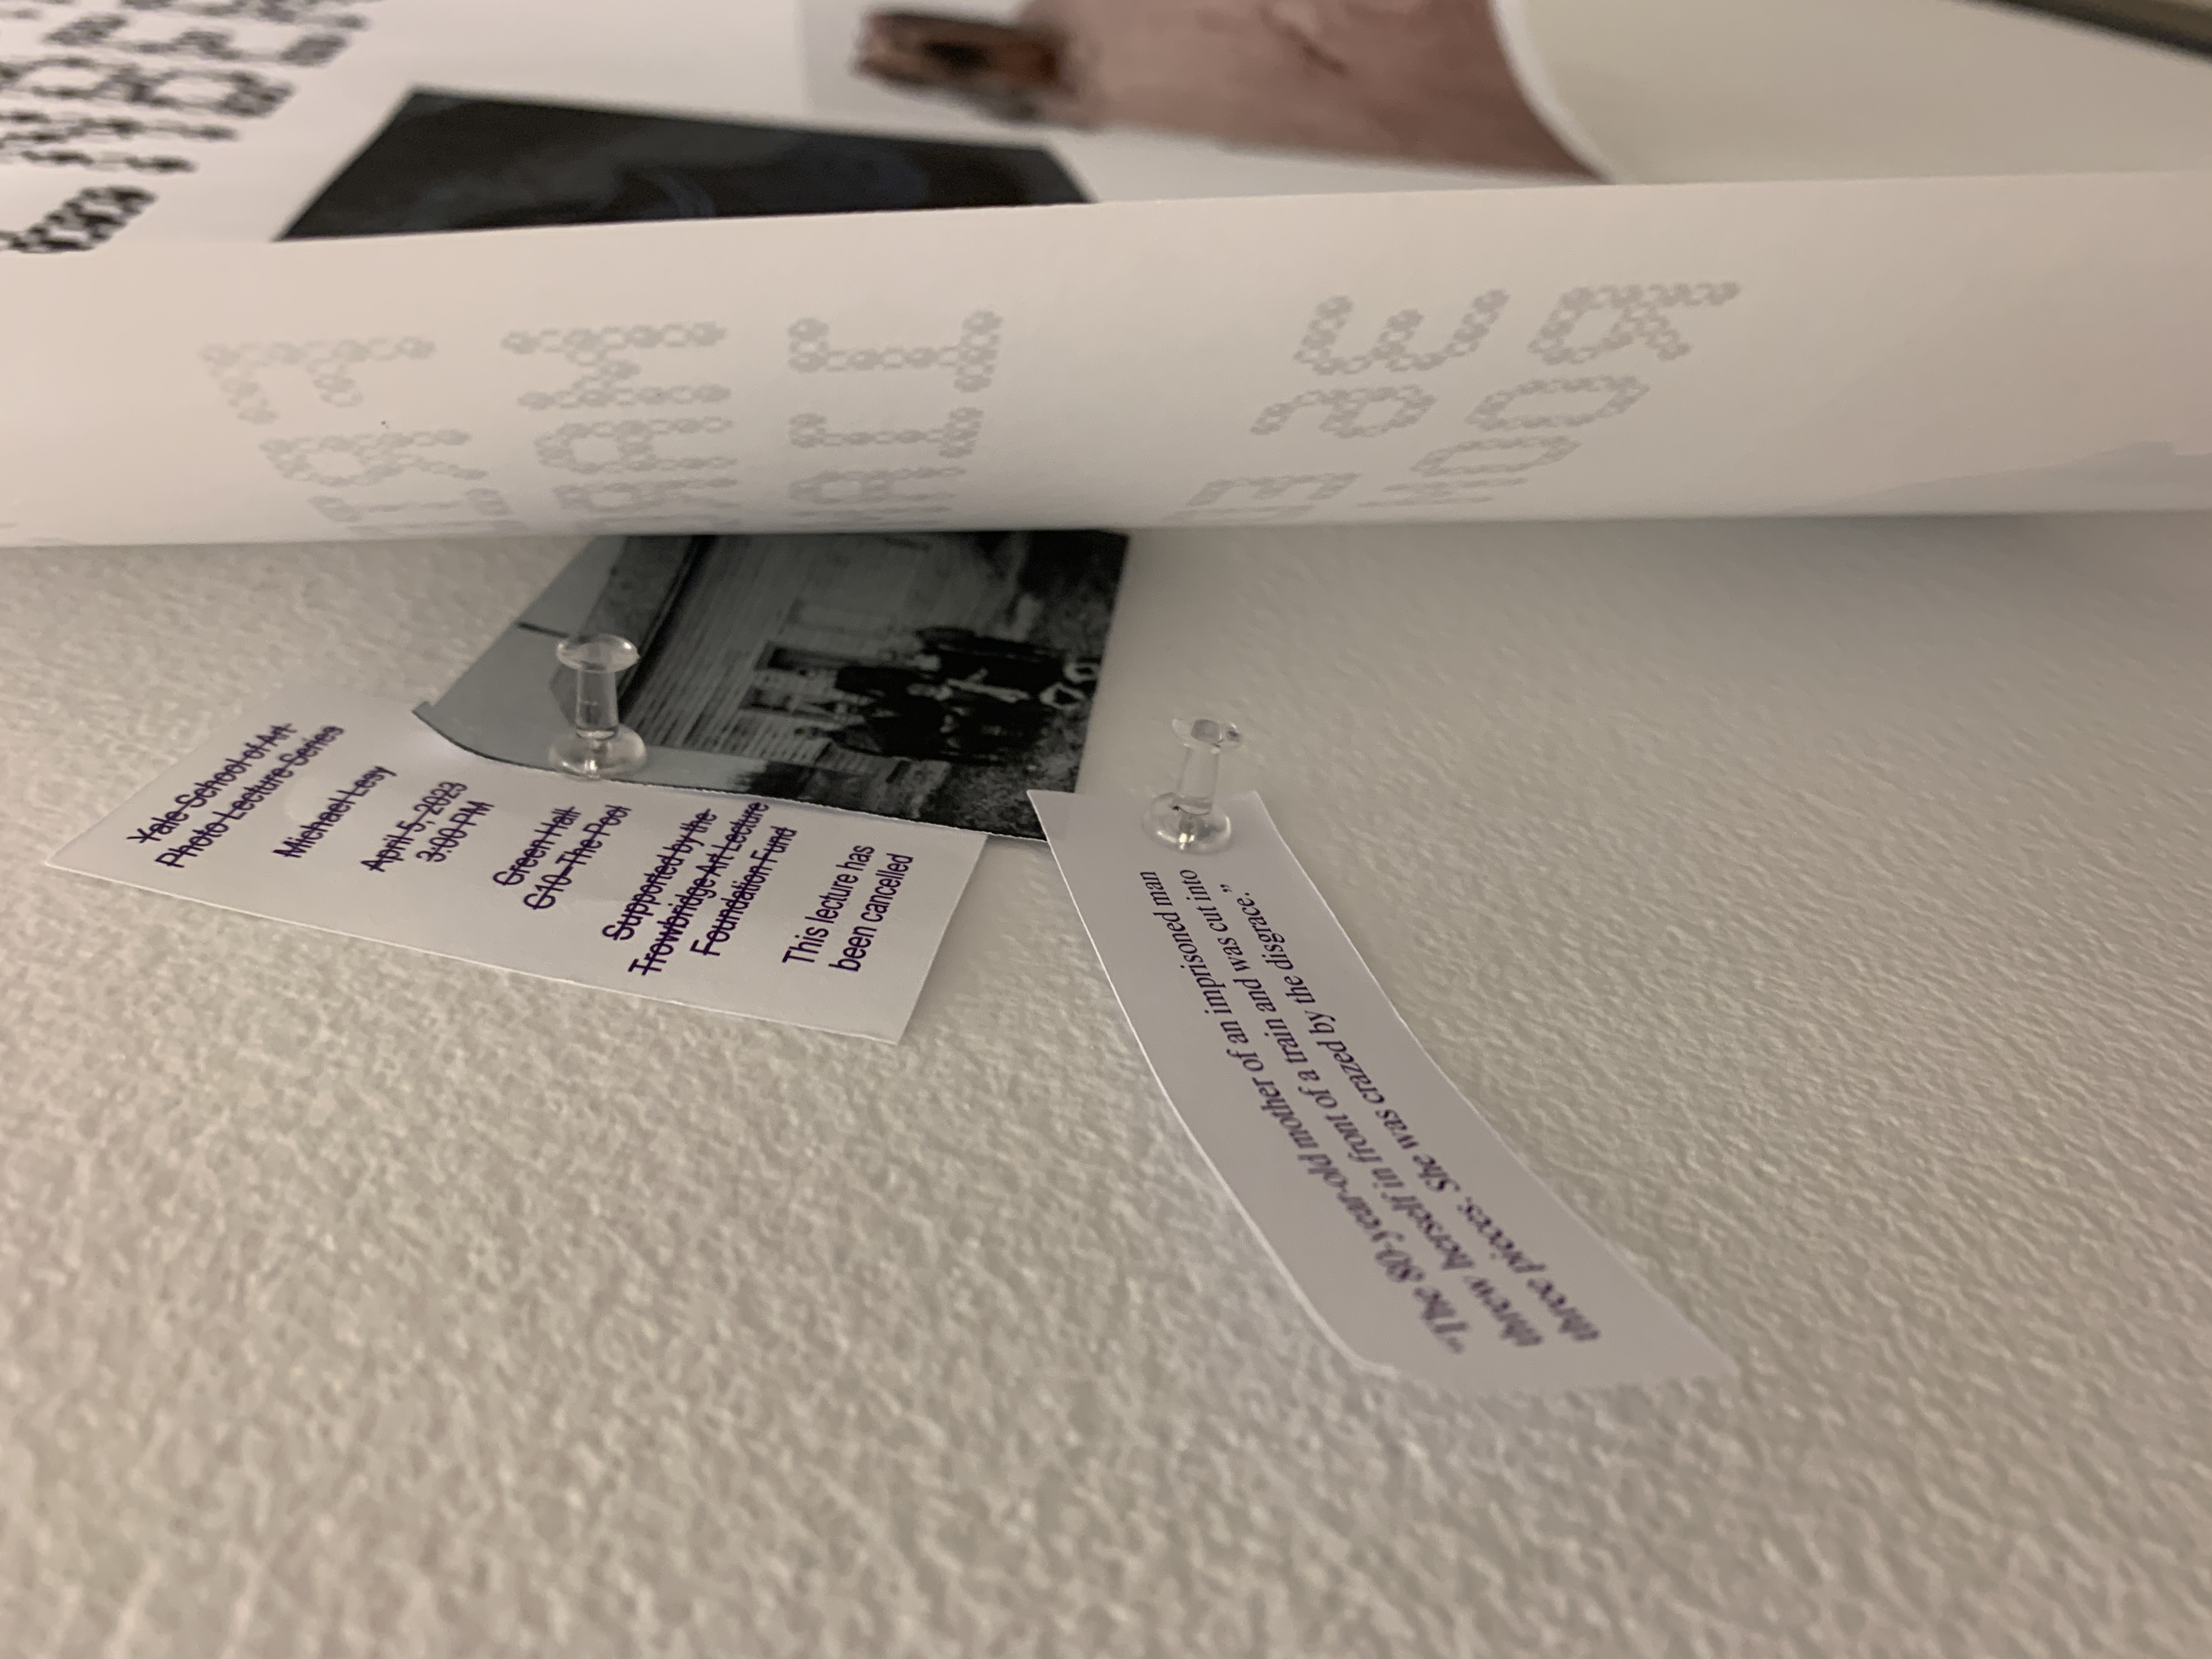 Yale School of Art
Photo Lecture Series
Michael Lesy
April 5, 2023
3:00 PM
Green Hall
G10-The Pool
Supported by the
Trowbridge Art Lecture
Foundation Fund
This lecture has
been cancelled
“The 80-year-old mother of an imprisoned man
threw herself in front of a train and was cut into
three pieces. She was crazed by the disgrace.”